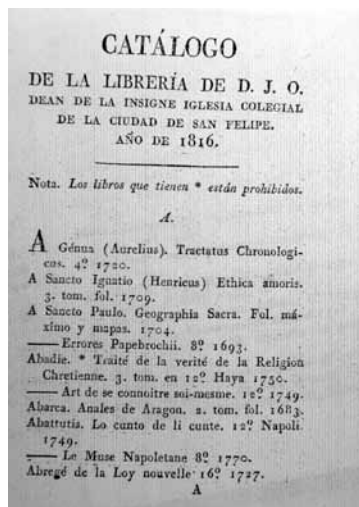 CATÁLOGO
DE LA LIBRERÍA DE D. J. O.
DEAN DE LA INSIGNE IGLESIA COLEGIAL
DE LA CIUDAD DE SAN FELIPE.
AÑO DE 1816.
Nota. Los libros que tienen * están prohibidos.
A.
A Génua (Aurelius). Tractatus Chronologi-
cus. 4º 1720.
A Sancto Ignatio (Henricus) Ethica amoris.
3. tom. fol. 1709.
A Sancto Paulo. Geographia Sacra. Fol. má-
ximo y mapas. 1704.
—— Errores Papebrochii. 8º 1693.
Abadie. * Traité de la verité de la Religion
Chretienne. 3. tom. en 12º Haya 1750.
—— Art de se connoitre soi-mesme. 12º 1749.
Abarca. Anales de Aragon. 2. tom. fol. 1683.
Abattutis. Lo cunto de li cunte. 12º Napoli
1749.
—— Le Muse Napoletane 8º 1770.
Abregé de la Loy nouvelle 16º 1727.
A